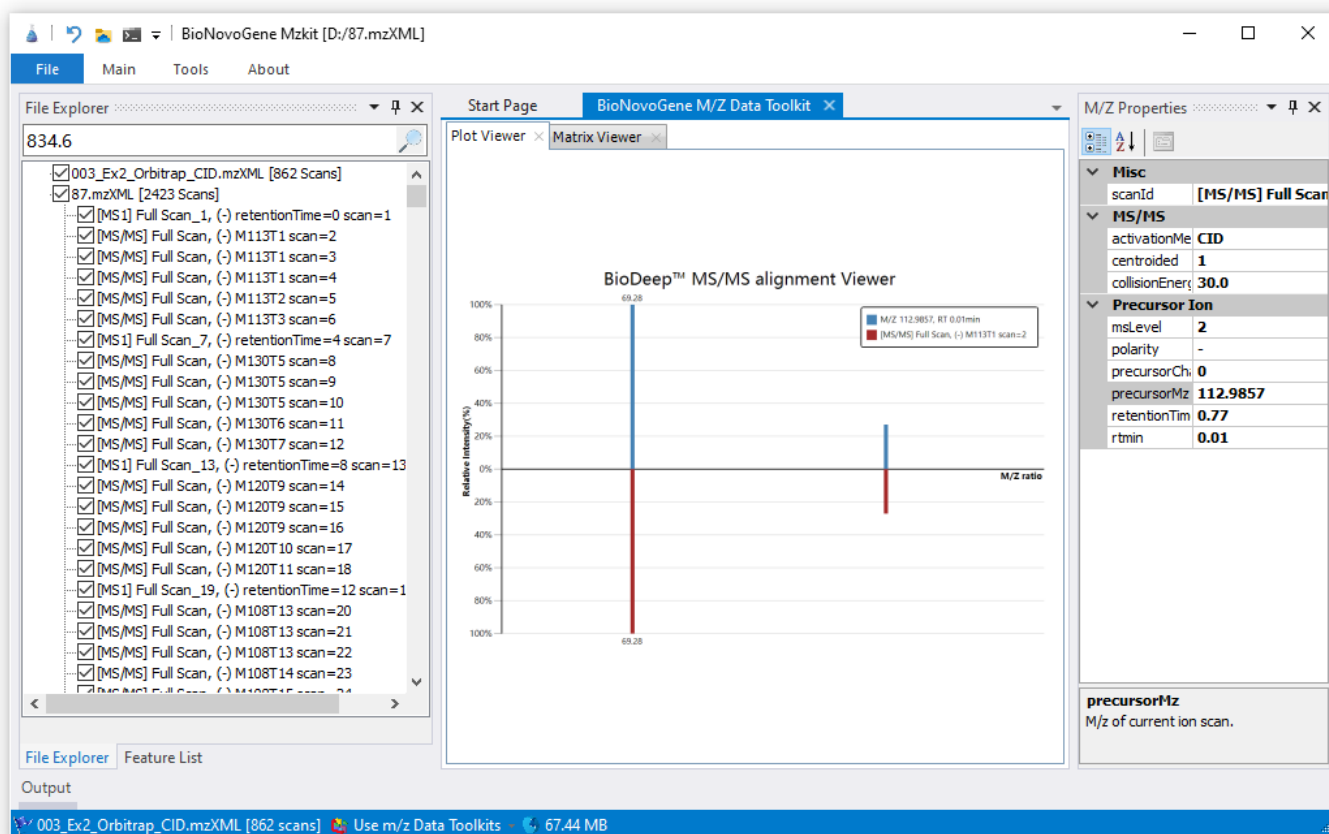 BioNovoGene Mzkit [D:/87.mzXML]
File Main Tools About
File Explorer
834.6
003_Ex2_Orbitrap_CID.mzXML [862 Scans]
87.mzXML [2423 Scans]
[MS1] Full Scan_1, (-) retentionTime=0 scan=1
[MS/MS] Full Scan, (-) M113T1 scan=2
[MS/MS] Full Scan, (-) M113T1 scan=3
[MS/MS] Full Scan, (-) M113T1 scan=4
[MS/MS] Full Scan, (-) M113T2 scan=5
[MS/MS] Full Scan, (-) M113T3 scan=6
[MS1] Full Scan_7, (-) retentionTime=4 scan=7
[MS/MS] Full Scan, (-) M130T5 scan=8
[MS/MS] Full Scan, (-) M130T5 scan=9
[MS/MS] Full Scan, (-) M130T5 scan=10
[MS/MS] Full Scan, (-) M130T6 scan=11
[MS/MS] Full Scan, (-) M130T7 scan=12
[MS1] Full Scan_13, (-) retentionTime=8 scan=13
[MS/MS] Full Scan, (-) M120T9 scan=14
[MS/MS] Full Scan, (-) M120T9 scan=15
[MS/MS] Full Scan, (-) M120T9 scan=16
[MS/MS] Full Scan, (-) M120T10 scan=17
[MS/MS] Full Scan, (-) M120T11 scan=18
[MS1] Full Scan_19, (-) retentionTime=12 scan=1
[MS/MS] Full Scan, (-) M108T13 scan=20
[MS/MS] Full Scan, (-) M108T13 scan=21
[MS/MS] Full Scan, (-) M108T13 scan=22
[MS/MS] Full Scan, (-) M108T14 scan=23
File Explorer Feature List
Start Page BioNovoGene M/Z Data Toolkit
Plot Viewer Matrix Viewer
BioDeep™ MS/MS alignment Viewer
69.28
M/Z 112.9857, RT 0.01min
[MS/MS] Full Scan, (-) M113T1 scan=2
100%
80%
60%
40%
20%
0%
20%
40%
60%
80%
100%
Relative Intensity(%)
M/Z ratio
69.28
M/Z Properties
Misc
scanId [MS/MS] Full Scan
MS/MS
activationMe CID
centroided 1
collisionEnerg 30.0
Precursor Ion
msLevel 2
polarity -
precursorCha 0
precursorMz 112.9857
retentionTim 0.77
rtmin 0.01
precursorMz
M/z of current ion scan.
Output
003_Ex2_Orbitrap_CID.mzXML [862 scans] Use m/z Data Toolkits 67.44 MB